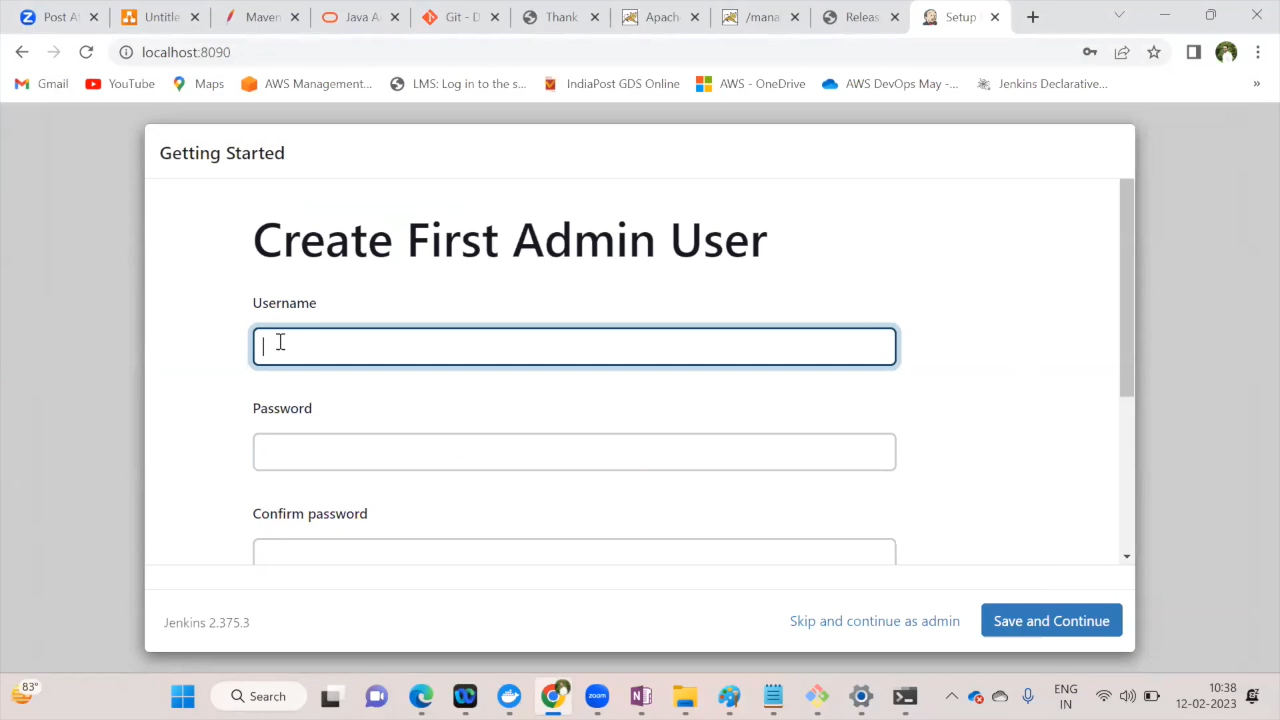 Post At
Untitle
Maven
Java A
Git - D
Thank
Apach
/mana
Releas
Setup
localhost:8090
Gmail
YouTube
Maps
AWS Management...
LMS: Log in to the s...
IndiaPost GDS Online
AWS - OneDrive
AWS DevOps May -...
Jenkins Declarative...
»
Getting Started
Create First Admin User
Username
Password
Confirm password
Jenkins 2.375.3
Skip and continue as admin
Save and Continue
83°
Search
ENG
IN
10:38
12-02-2023